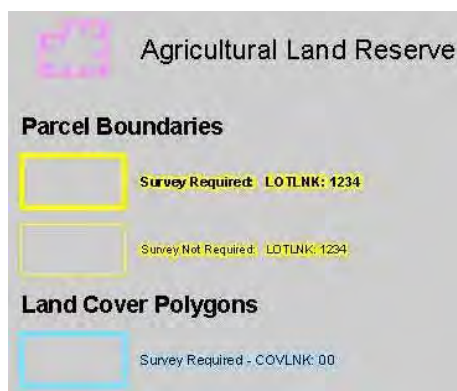 Agricultural Land Reserve
Parcel Boundaries
Survey Required: LOTLNK: 1234
Survey Not Required: LOTLNK: 1234
Land Cover Polygons
Survey Required - COVLNK: 00